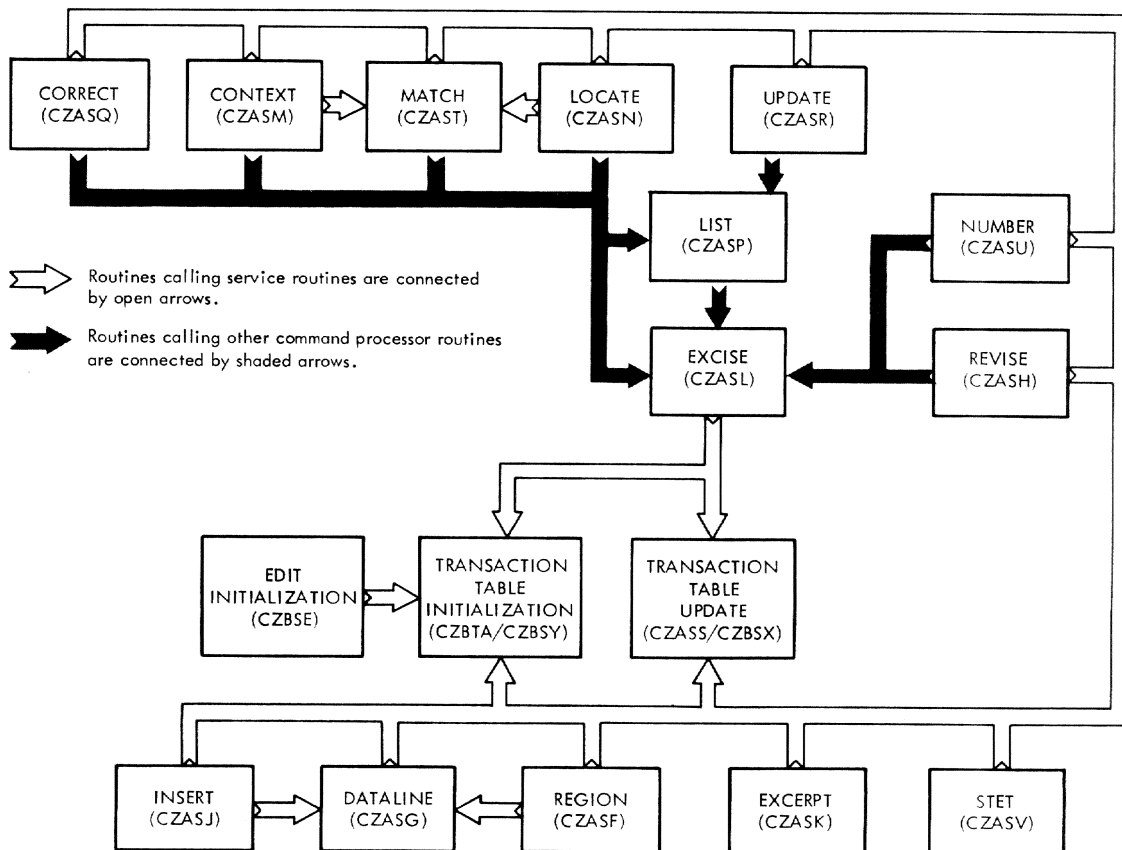 CORRECT
(CZASQ)
CONTEXT
(CZASM)
MATCH
(CZAST)
LOCATE
(CZASN)
UPDATE
(CZASR)
LIST
(CZASP)
NUMBER
(CZASU)
Routines calling service routines are connected
by open arrows.
Routines calling other command processor routines
are connected by shaded arrows.
EXCISE
(CZASL)
REVISE
(CZASH)
EDIT
INITIALIZATION
(CZBSE)
TRANSACTION
TABLE
INITIALIZATION
(CZBTA/CZBSY)
TRANSACTION
TABLE
UPDATE
(CZASS/CZBSX)
INSERT
(CZASJ)
DATALINE
(CZASG)
REGION
(CZASF)
EXCERPT
(CZASK)
STET
(CZASV)